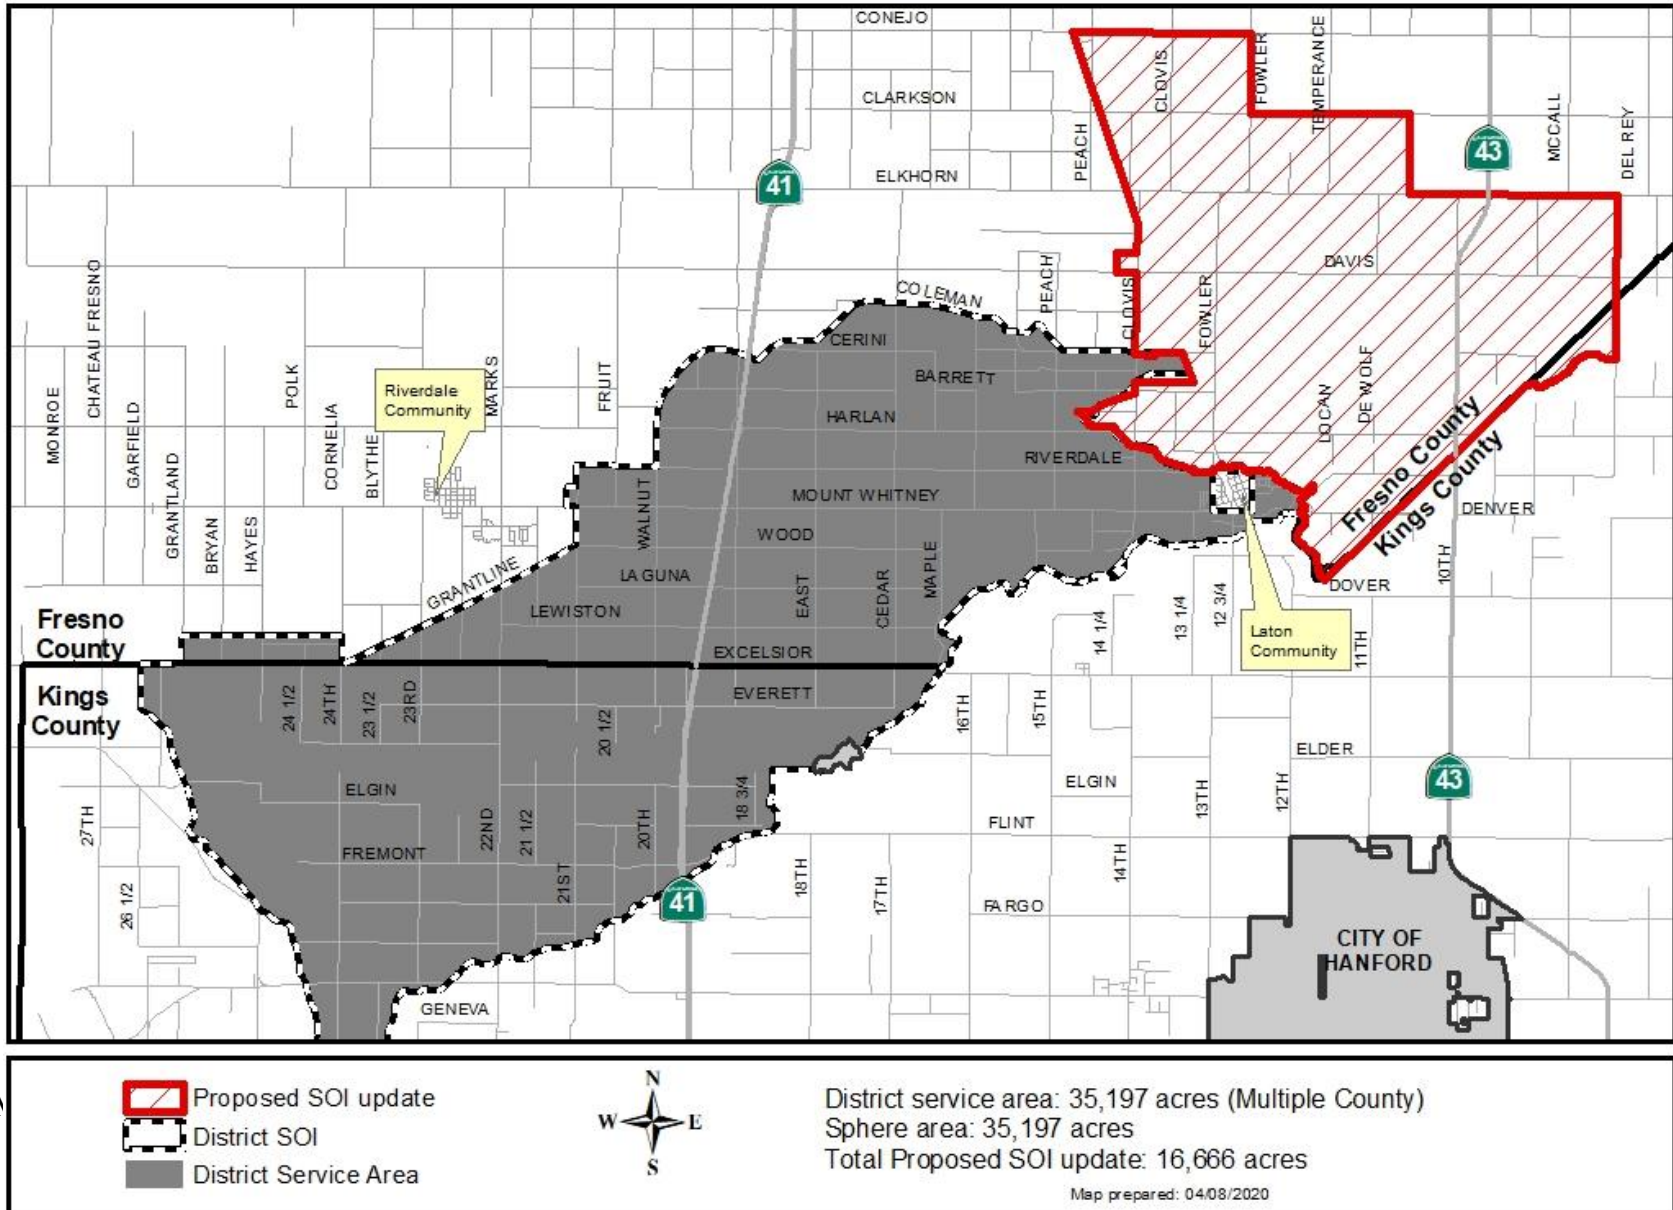 CONEJO
CLOVIS
FOWLER
TEMPERANCE
CLARKSON
PEACH
MCCALL
DEL REY
43
41
ELKHORN
CHATEAU FRESNO
PEACH
DAVIS
COLEMAN
CLOVIS
FOWLER
CERINI
MONROE
GARFIELD
POLK
CORNELIA
Riverdale
Community
MARKS
FRUIT
BARRETT
DE WOLF
LOCAN
HARLAN
GRANTLAND
BLYTHE
RIVERDALE
Fresno County
Kings County
BRYAN
HAYES
WALNUT
MOUNT WHITNEY
DENVER
WOOD
GRANTLINE
LAGUNA
MAPLE
10TH
DOVER
LEWISTON
EAST
CEDAR
14 1/4
13 1/4
12 3/4
Laton
Community
11TH
Fresno
County
EXCELSIOR
Kings
County
24 1/2
24TH
23 1/2
23RD
EVERETT
16TH
15TH
20 1/2
ELDER
ELGIN
18 3/4
ELGIN
13TH
12TH
43
27TH
22ND
21 1/2
20TH
FLINT
FREMONT
21ST
41
18TH
17TH
14TH
26 1/2
FARGO
CITY OF
HANFORD
GENEVA
Proposed SOI update
District SOI
District Service Area
N
W
E
S
District service area: 35,197 acres (Multiple County)
Sphere area: 35,197 acres
Total Proposed SOI update: 16,666 acres
Map prepared: 04/08/2020